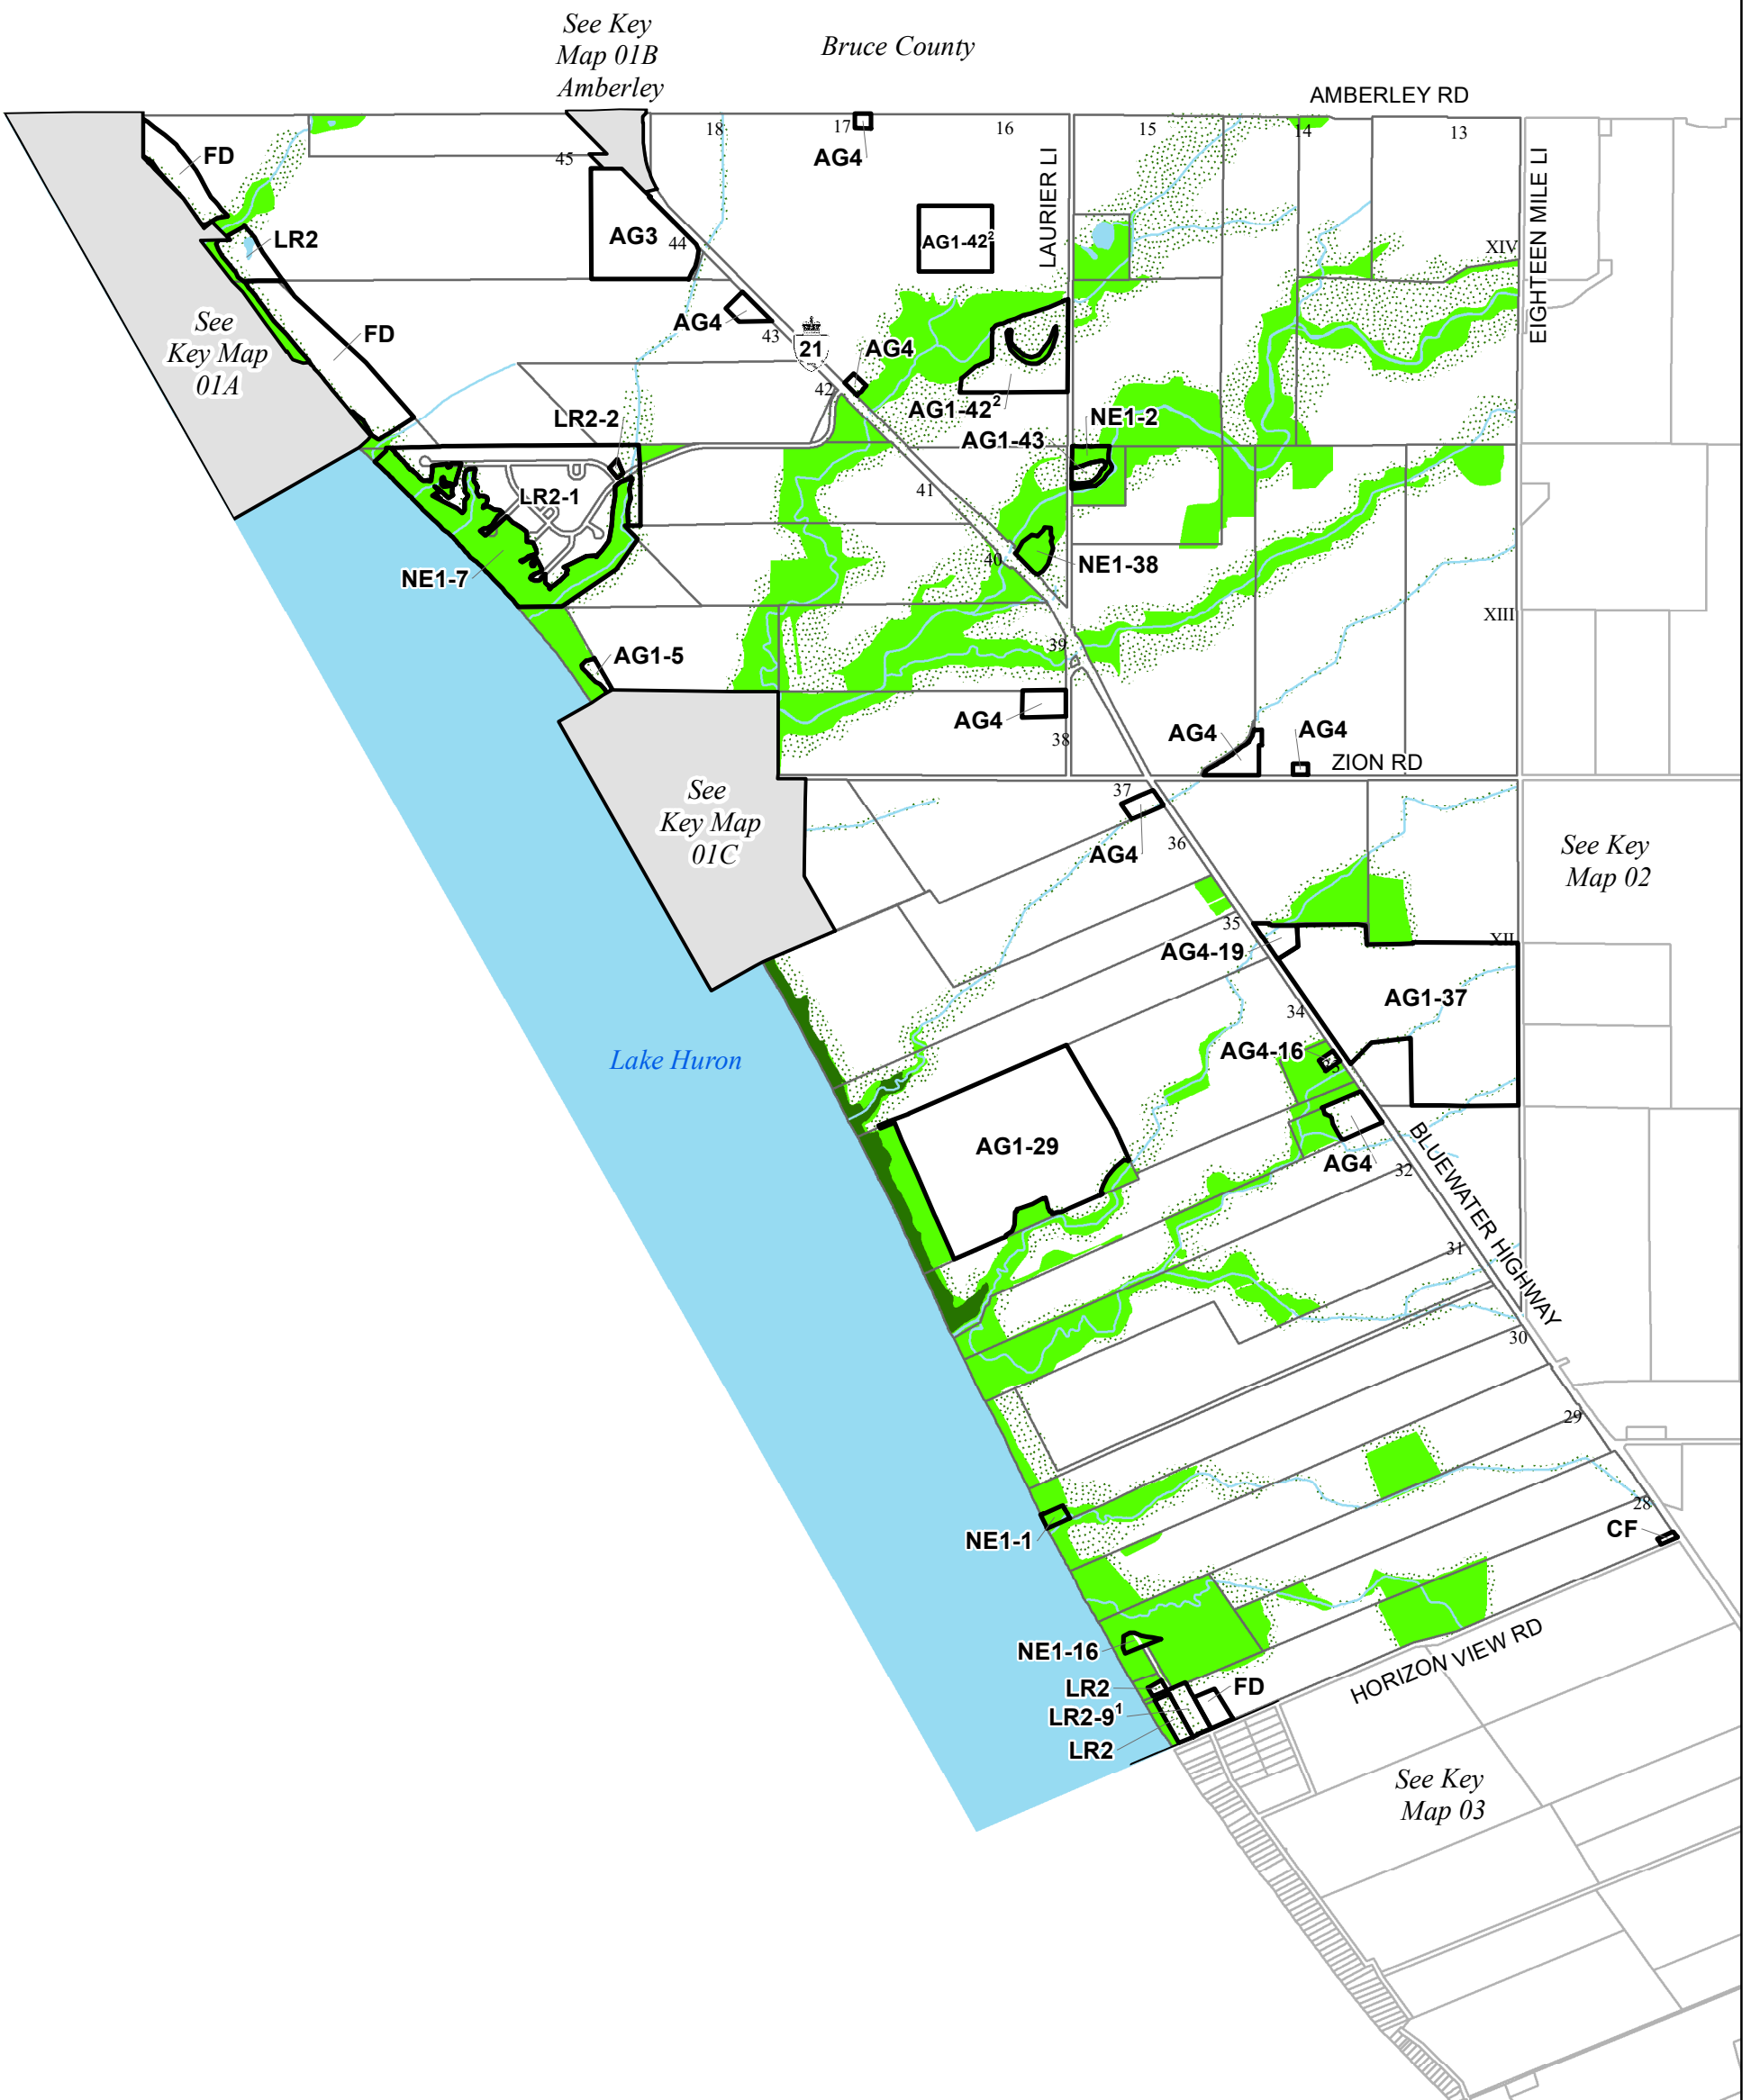 See Key
Map 01B
Amberley
Bruce County
AMBERLEY RD
18
17
16
15
14
13
45
FD
AG4
LAURIER LI
EIGHTEEN MILE LI
LR2
AG3
44
AG1-42²
XIV
See
Key Map
01A
FD
AG4
43
21
AG4
42
AG1-42²
LR2-2
NE1-2
AG1-43
LR2-1
41
40
NE1-38
NE1-7
39
XIII
AG1-5
AG4
38
AG4
AG4
ZION RD
See
Key Map
01C
37
36
AG4
See Key
Map 02
35
XII
AG4-19
AG1-37
34
Lake Huron
AG4-16
33
AG1-29
AG4
32
BLUEWATER HIGHWAY
31
30
29
28
NE1-1
CF
NE1-16
HORIZON VIEW RD
LR2
FD
LR2-9¹
LR2
See Key
Map 03